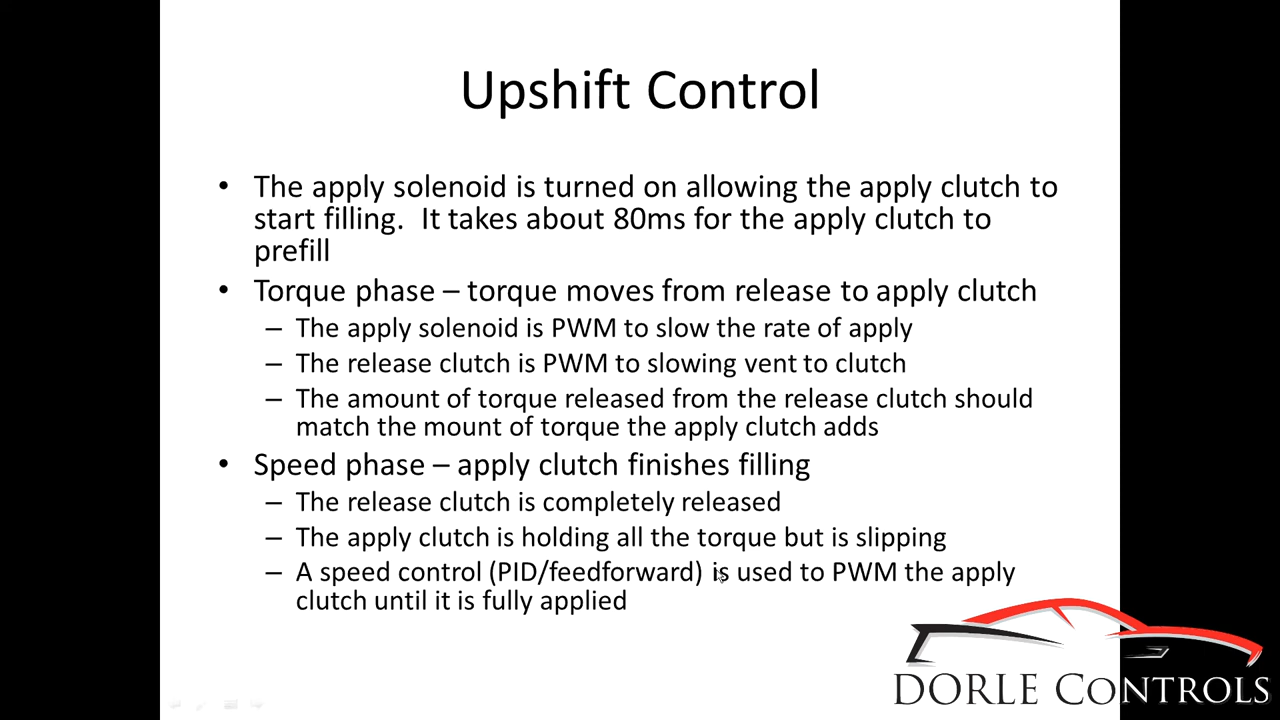 Upshift Control
• The apply solenoid is turned on allowing the apply clutch to
start filling.  It takes about 80ms for the apply clutch to
prefill
• Torque phase – torque moves from release to apply clutch
– The apply solenoid is PWM to slow the rate of apply
– The release clutch is PWM to slowing vent to clutch
– The amount of torque released from the release clutch should
match the mount of torque the apply clutch adds
• Speed phase – apply clutch finishes filling
– The release clutch is completely released
– The apply clutch is holding all the torque but is slipping
– A speed control (PID/feedforward) is used to PWM the apply
clutch until it is fully applied
DORLE CONTROLS